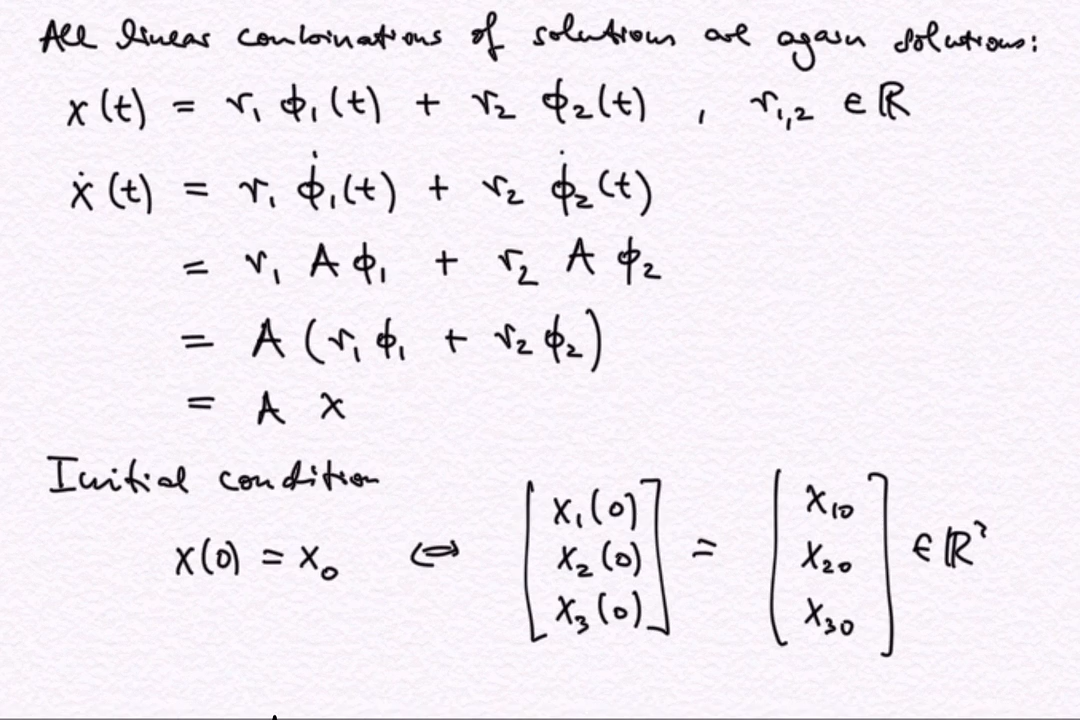 All linear combinations of solutions are again solutions:
x(t) = r₁ ϕ₁(t) + r₂ ϕ₂(t) , r₁,₂ ∈ ℝ
ẋ(t) = r₁ ϕ̇₁(t) + r₂ ϕ̇₂(t)
= r₁ A ϕ₁ + r₂ A ϕ₂
= A (r₁ ϕ₁ + r₂ ϕ₂)
= A x
Initial condition
x(0) = x₀ ⇔ [x₁(0) x₂(0) x₃(0)] = [x₁₀ x₂₀ x₃₀] ∈ ℝ³